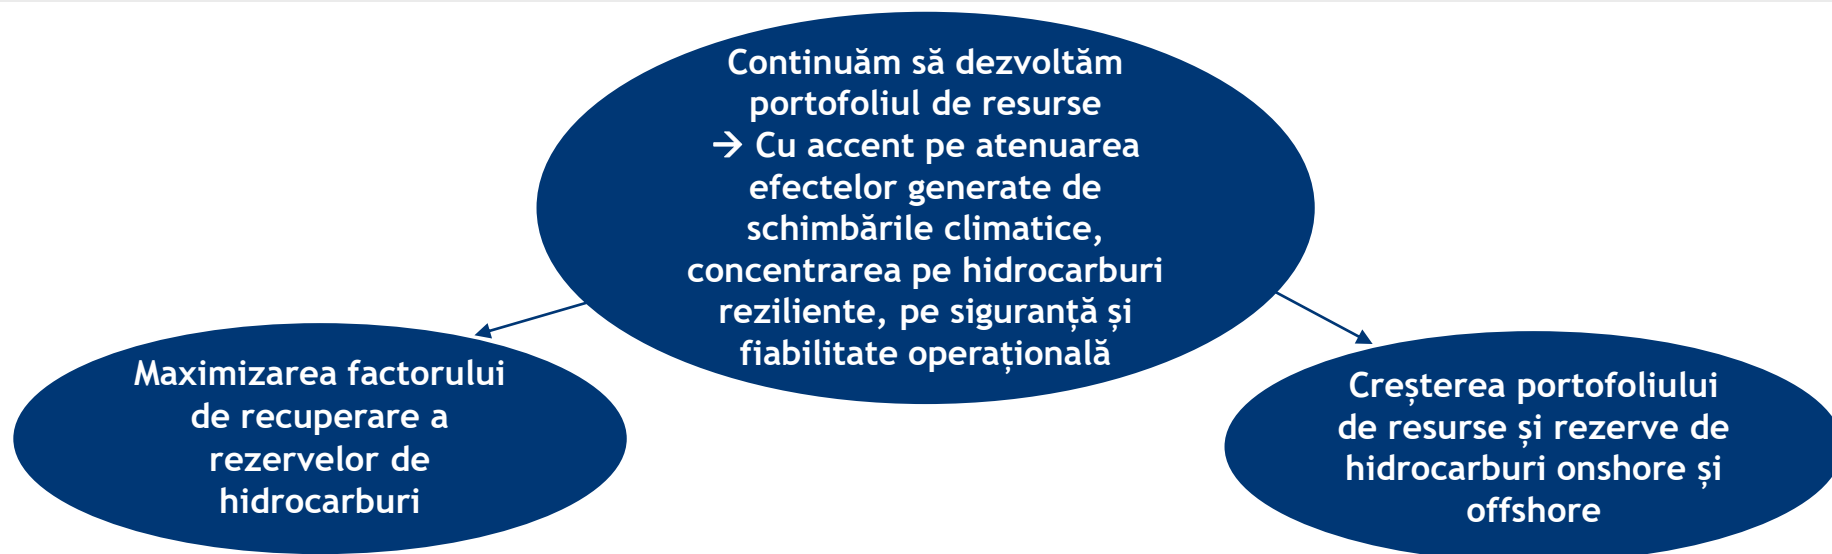 Continuăm să dezvoltăm
portofoliul de resurse
→ Cu accent pe atenuarea
efectelor generate de
schimbările climatice,
concentrarea pe hidrocarburi
reziliente, pe siguranță și
fiabilitate operațională
Maximizarea factorului
de recuperare a
rezervelor de
hidrocarburi
Creșterea portofoliului
de resurse și rezerve de
hidrocarburi onshore și
offshore